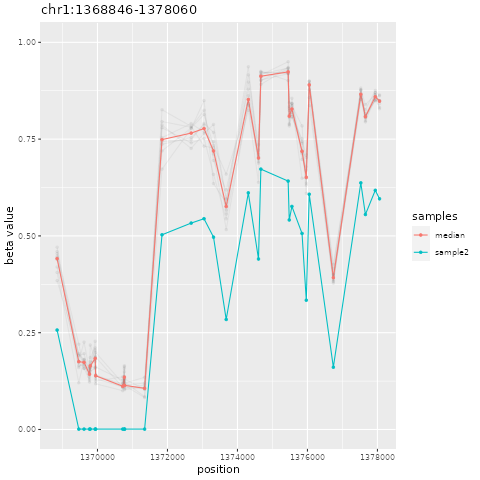 chr1:1368846-1378060
1.00
0.75
0.50
0.25
0.00
beta value
1370000
1372000
1374000
1376000
1378000
position
samples
median
sample2